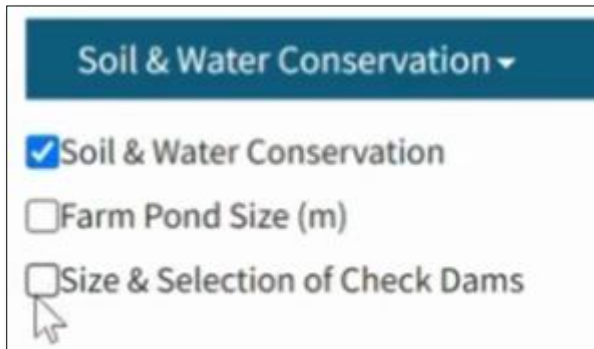 Soil & Water Conservation
Soil & Water Conservation
Farm Pond Size (m)
Size & Selection of Check Dams